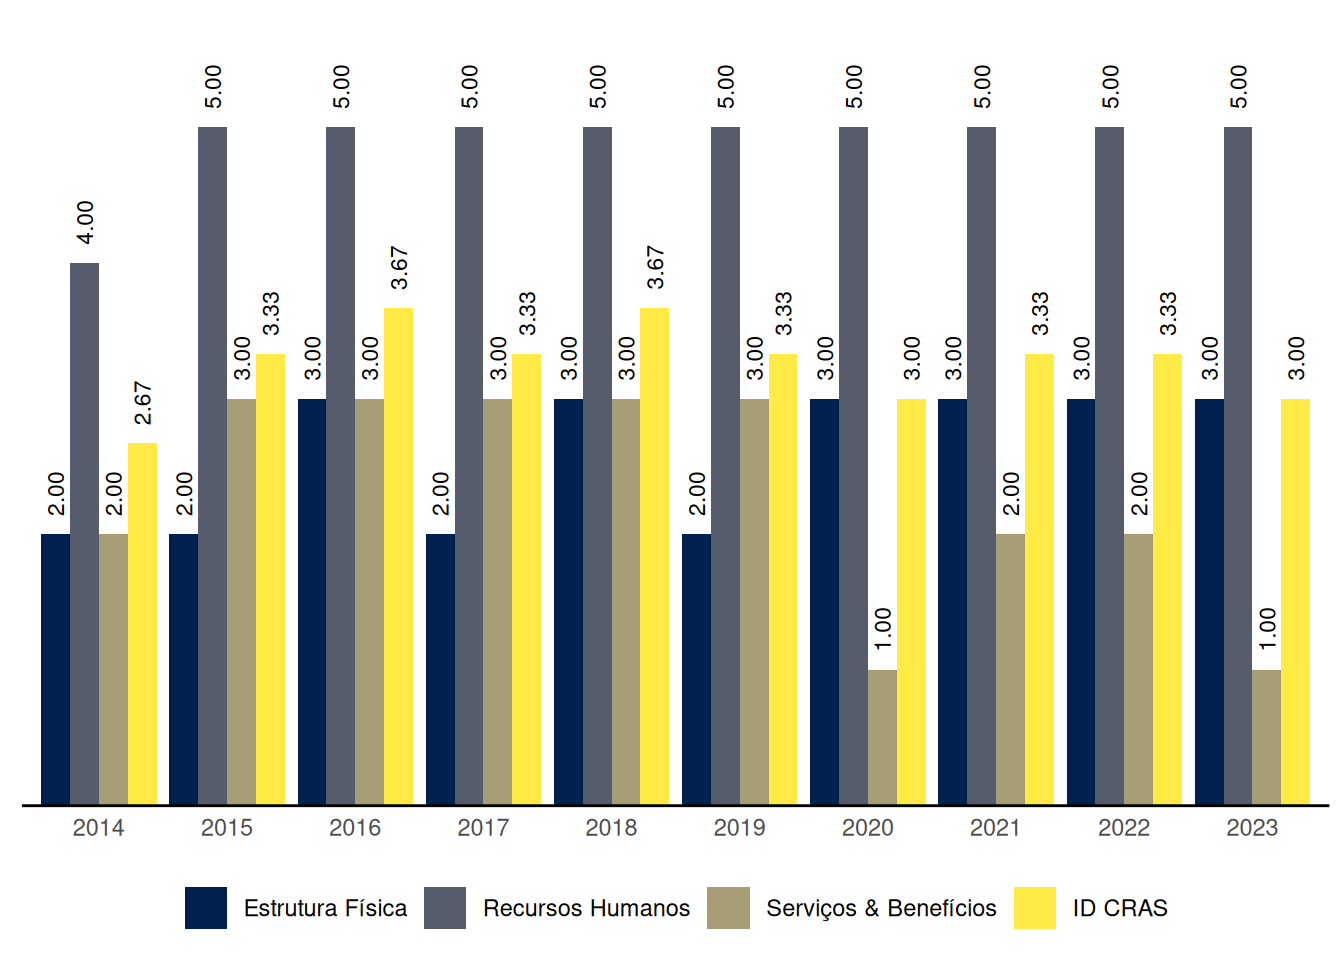 5.00 5.00 5.00 5.00 5.00 5.00 5.00 5.00 5.00
4.00
3.67 3.67
3.33 3.33 3.33 3.33 3.33
3.00 3.00 3.00 3.00 3.00 3.00 3.00 3.00 3.00 3.00 3.00 3.00 3.00
2.67
2.00 2.00 2.00 2.00 2.00 2.00 2.00
1.00 1.00
2014 2015 2016 2017 2018 2019 2020 2021 2022 2023
Estrutura Física Recursos Humanos Serviços & Benefícios ID CRAS